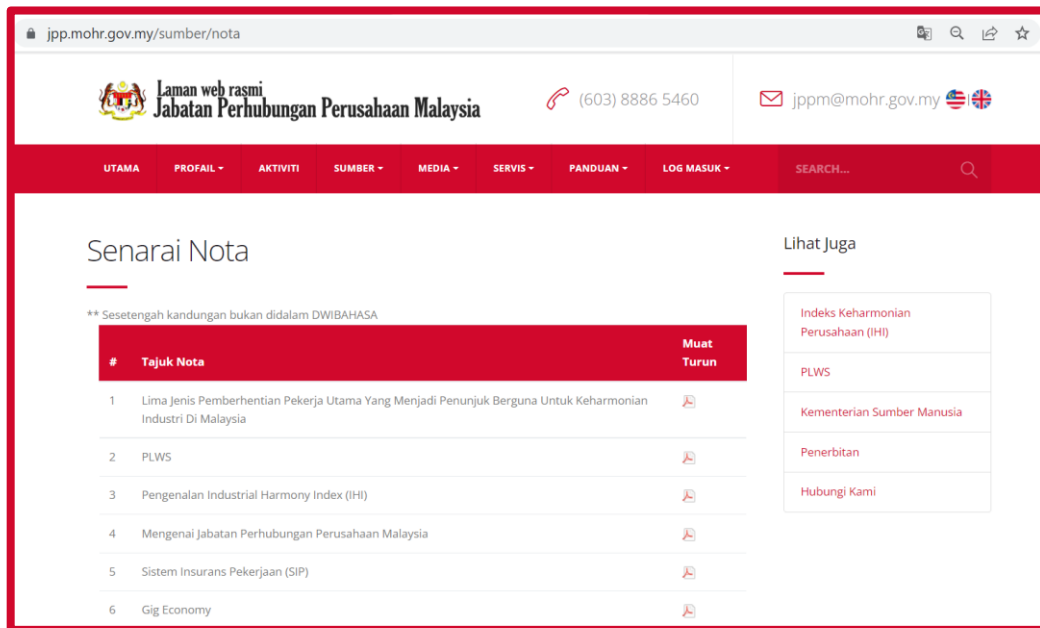 jpp.mohr.gov.my/sumber/nota
Laman web rasmi
Jabatan Perhubungan Perusahaan Malaysia
(603) 8886 5460
jppm@mohr.gov.my
UTAMA PROFAIL AKTIVITI SUMBER MEDIA SERVIS PANDUAN LOG MASUK SEARCH...
Senarai Nota
** Sesetengah kandungan bukan didalam DWIBAHASA
# Tajuk Nota Muat
Turun
1 Lima Jenis Pemberhentian Pekerja Utama Yang Menjadi Penunjuk Berguna Untuk Keharmonian
Industri Di Malaysia
2 PLWS
3 Pengenalan Industrial Harmony Index (IHI)
4 Mengenai Jabatan Perhubungan Perusahaan Malaysia
5 Sistem Insurans Pekerjaan (SIP)
6 Gig Economy
Lihat Juga
Indeks Keharmonian
Perusahaan (IHI)
PLWS
Kementerian Sumber Manusia
Penerbitan
Hubungi Kami